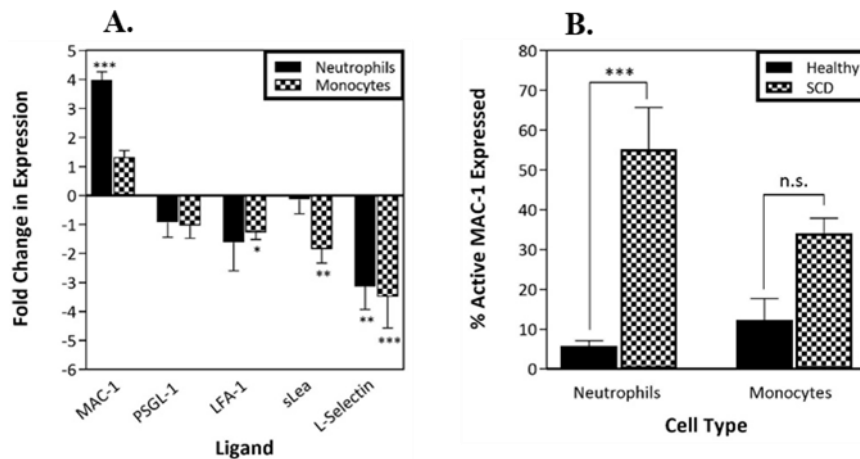 A.
Fold Change in Expression
5
4
3
2
1
0
-1
-2
-3
-4
-5
-6
Neutrophils
Monocytes
***
*
**
**
***
MAC-1
PSGL-1
LFA-1
sLea
L-Selectin
Ligand
B.
% Active MAC-1 Expressed
80
70
60
50
40
30
20
10
0
Healthy
SCD
***
n.s.
Neutrophils
Monocytes
Cell Type